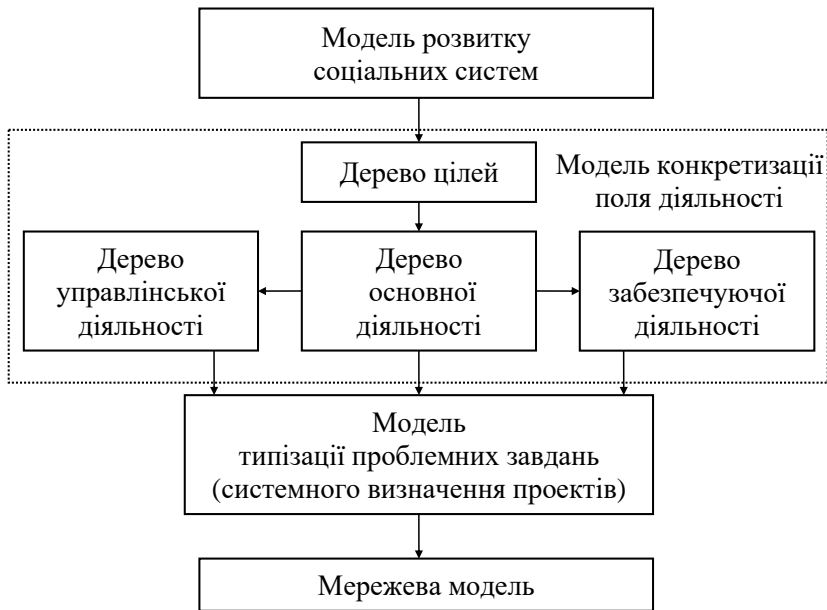 Модель розвитку
соціальних систем
Дерево цілей
Модель конкретизації
поля діяльності
Дерево
управлінської
діяльності
Дерево
основної
діяльності
Дерево
забезпечуючої
діяльності
Модель
типізації проблемних завдань
(системного визначення проектів)
Мережева модель